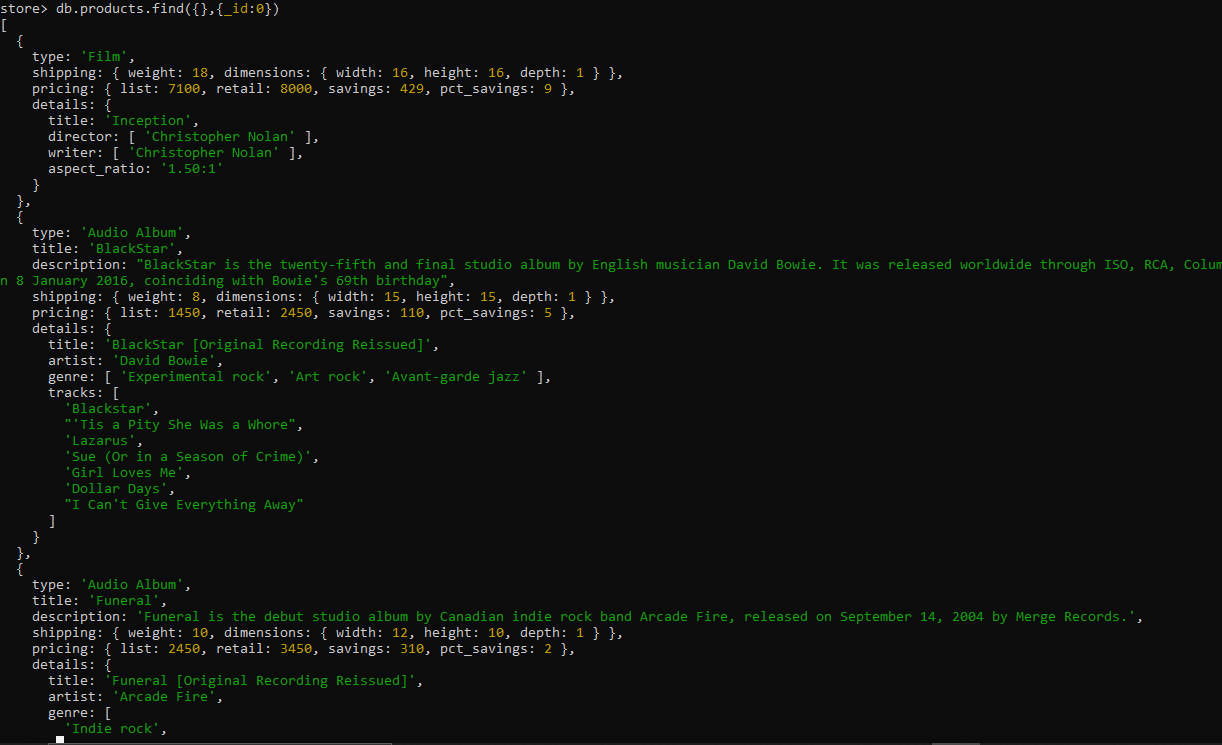 store> db.products.find({},{_id:0})
[
  {
    type: 'Film',
    shipping: { weight: 18, dimensions: { width: 16, height: 16, depth: 1 } },
    pricing: { list: 7100, retail: 8000, savings: 429, pct_savings: 9 },
    details: {
      title: 'Inception',
      director: [ 'Christopher Nolan' ],
      writer: [ 'Christopher Nolan' ],
      aspect_ratio: '1.50:1'
    }
  },
  {
    type: 'Audio Album',
    title: 'BlackStar',
    description: "BlackStar is the twenty-fifth and final studio album by English musician David Bowie. It was released worldwide through ISO, RCA, Colum
n 8 January 2016, coinciding with Bowie's 69th birthday",
    shipping: { weight: 8, dimensions: { width: 15, height: 15, depth: 1 } },
    pricing: { list: 1450, retail: 2450, savings: 110, pct_savings: 5 },
    details: {
      title: 'BlackStar [Original Recording Reissued]',
      artist: 'David Bowie',
      genre: [ 'Experimental rock', 'Art rock', 'Avant-garde jazz' ],
      tracks: [
        'Blackstar',
        "'Tis a Pity She Was a Whore",
        'Lazarus',
        'Sue (Or in a Season of Crime)',
        'Girl Loves Me',
        'Dollar Days',
        "I Can't Give Everything Away"
      ]
    }
  },
  {
    type: 'Audio Album',
    title: 'Funeral',
    description: 'Funeral is the debut studio album by Canadian indie rock band Arcade Fire, released on September 14, 2004 by Merge Records.',
    shipping: { weight: 10, dimensions: { width: 12, height: 10, depth: 1 } },
    pricing: { list: 2450, retail: 3450, savings: 310, pct_savings: 2 },
    details: {
      title: 'Funeral [Original Recording Reissued]',
      artist: 'Arcade Fire',
      genre: [
        'Indie rock',